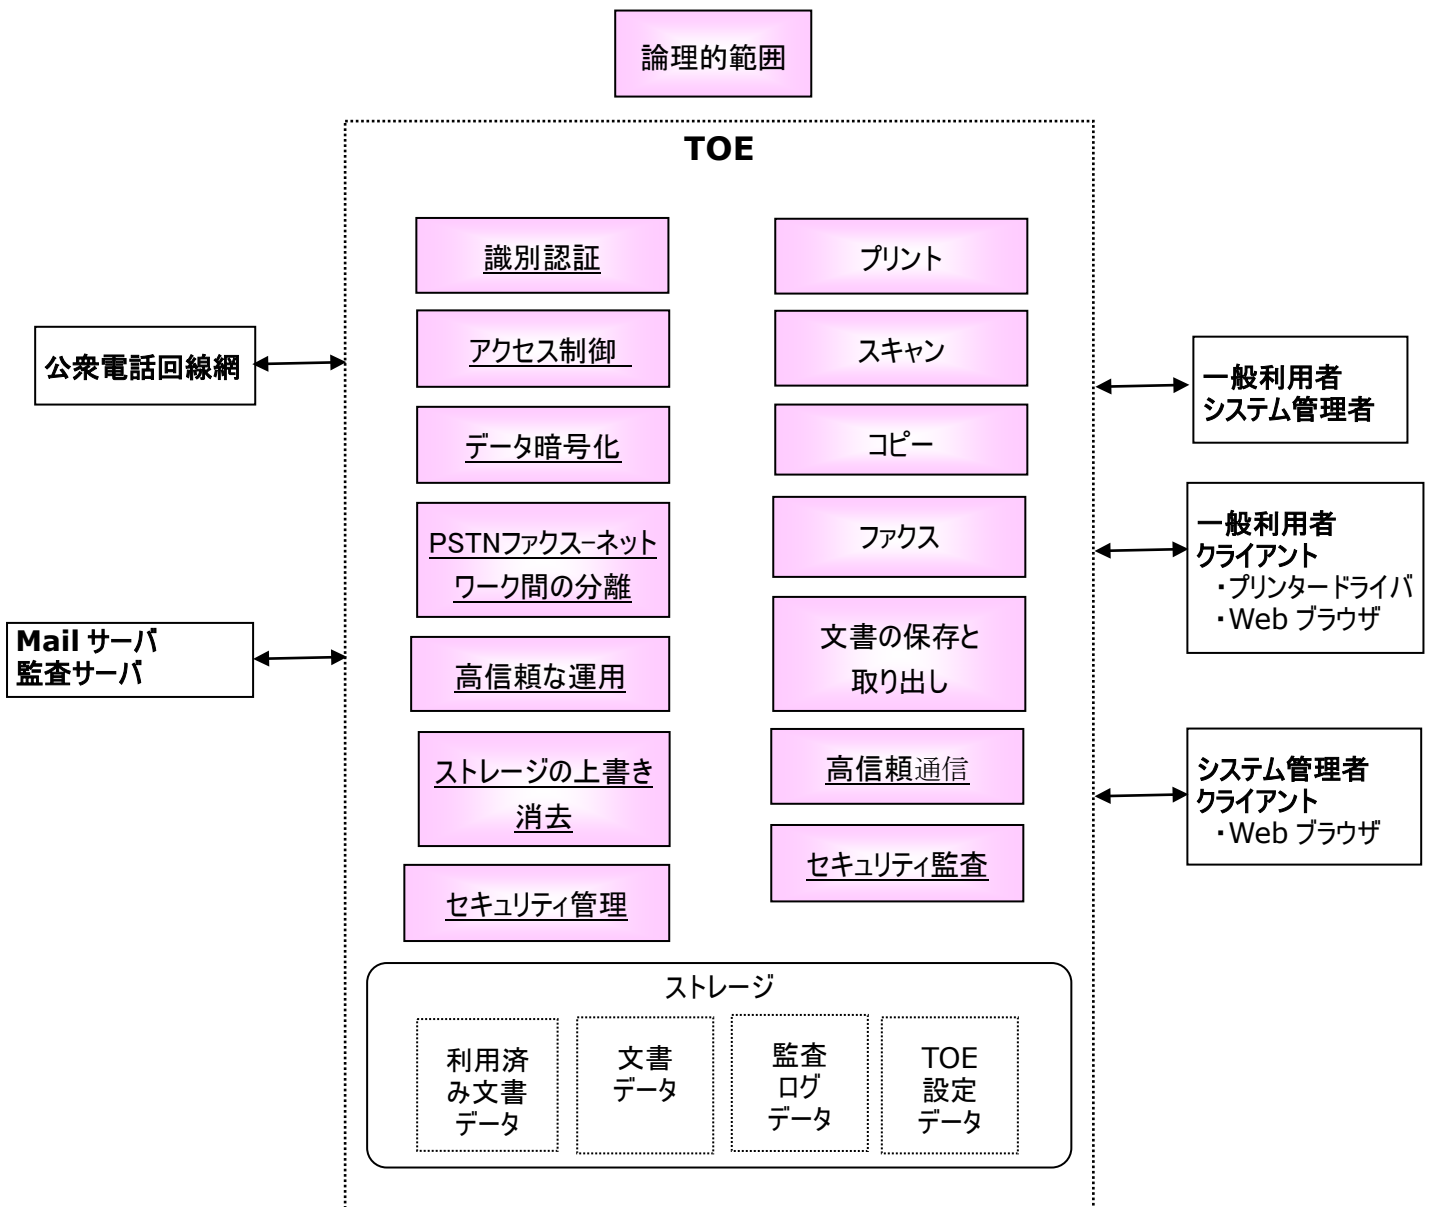 論理的範囲
TOE
識別認証
アクセス制御
データ暗号化
PSTNファクス-ネット
ワーク間の分離
高信頼な運用
ストレージの上書き
消去
セキュリティ管理
プリント
スキャン
コピー
ファクス
文書の保存と
取り出し
高信頼通信
セキュリティ監査
公衆電話回線網
Mail サーバ
監査サーバ
一般利用者
システム管理者
一般利用者
クライアント
・プリンタードライバ
・Web ブラウザ
システム管理者
クライアント
・Web ブラウザ
ストレージ
利用済
み文書
データ
文書
データ
監査
ログ
データ
TOE
設定
データ